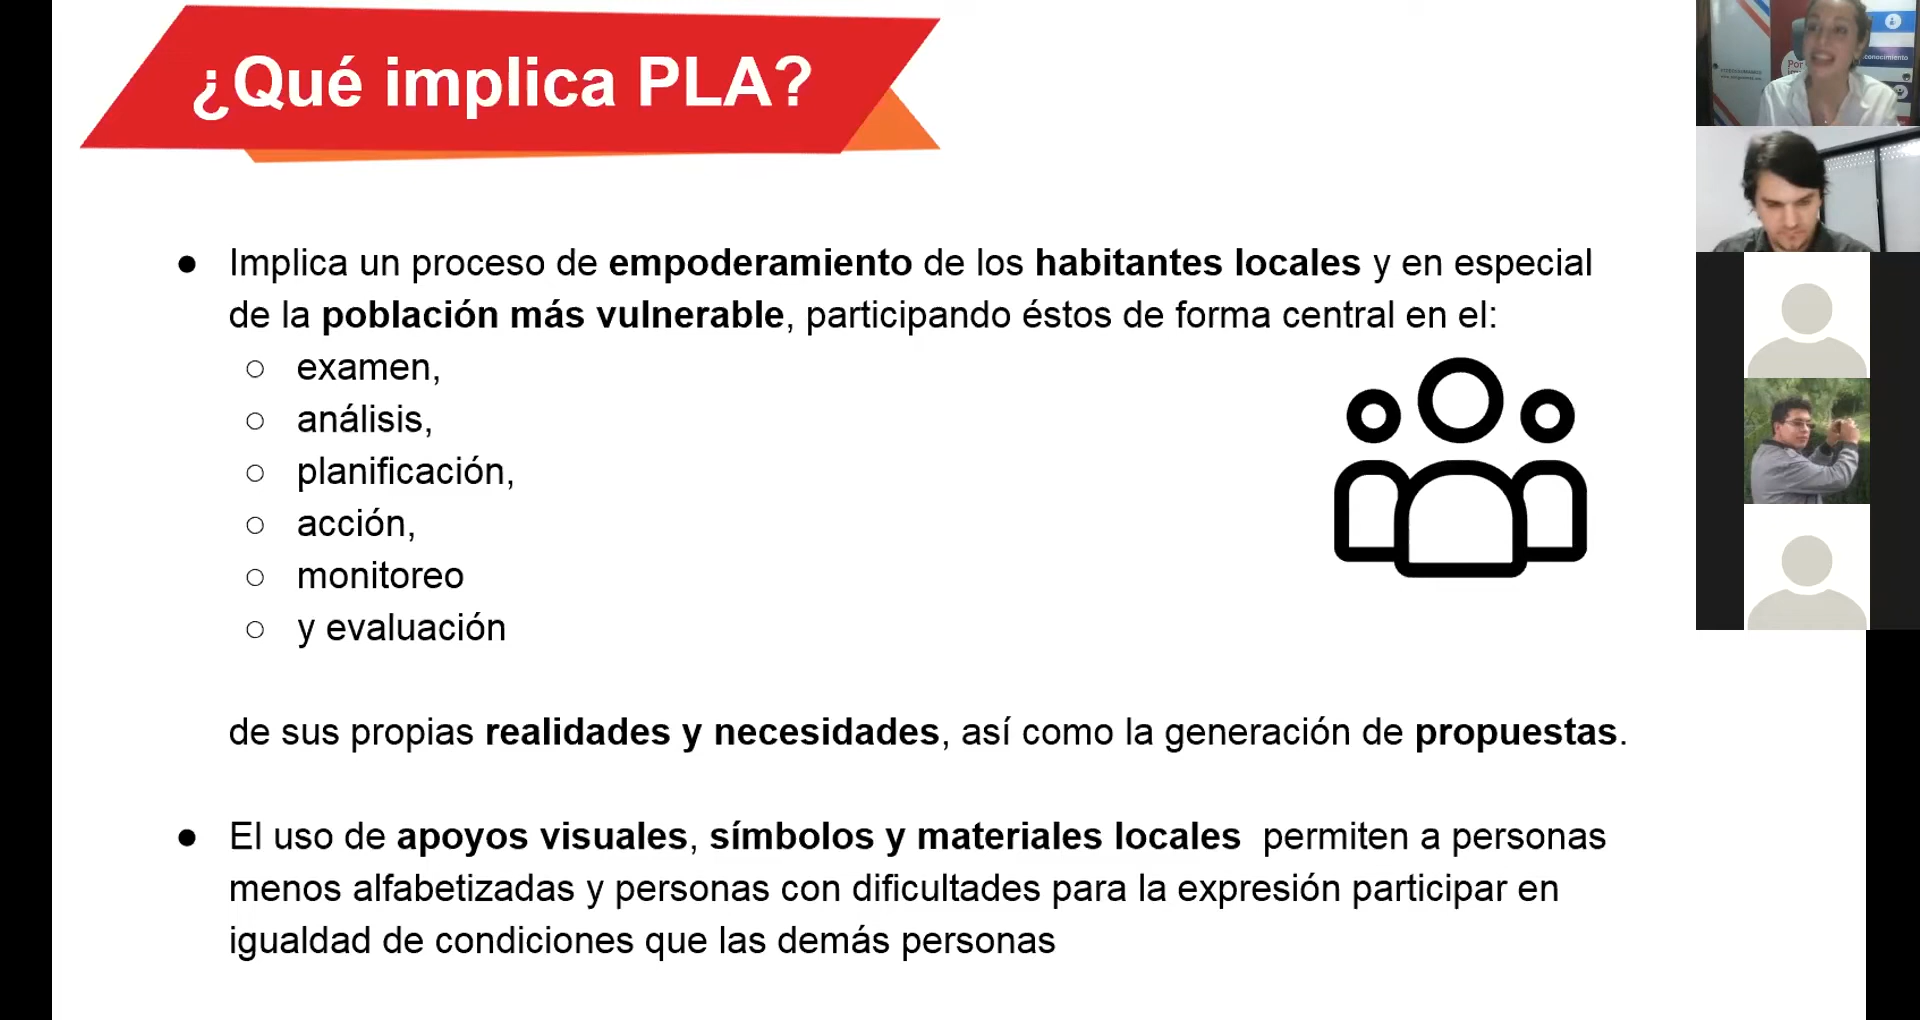 ¿Qué implica PLA?
● Implica un proceso de empoderamiento de los habitantes locales y en especial
de la población más vulnerable, participando éstos de forma central en el:
○ examen,
○ análisis,
○ planificación,
○ acción,
○ monitoreo
○ y evaluación
de sus propias realidades y necesidades, así como la generación de propuestas.
● El uso de apoyos visuales, símbolos y materiales locales permiten a personas
menos alfabetizadas y personas con dificultades para la expresión participar en
igualdad de condiciones que las demás personas
Por
conocimiento